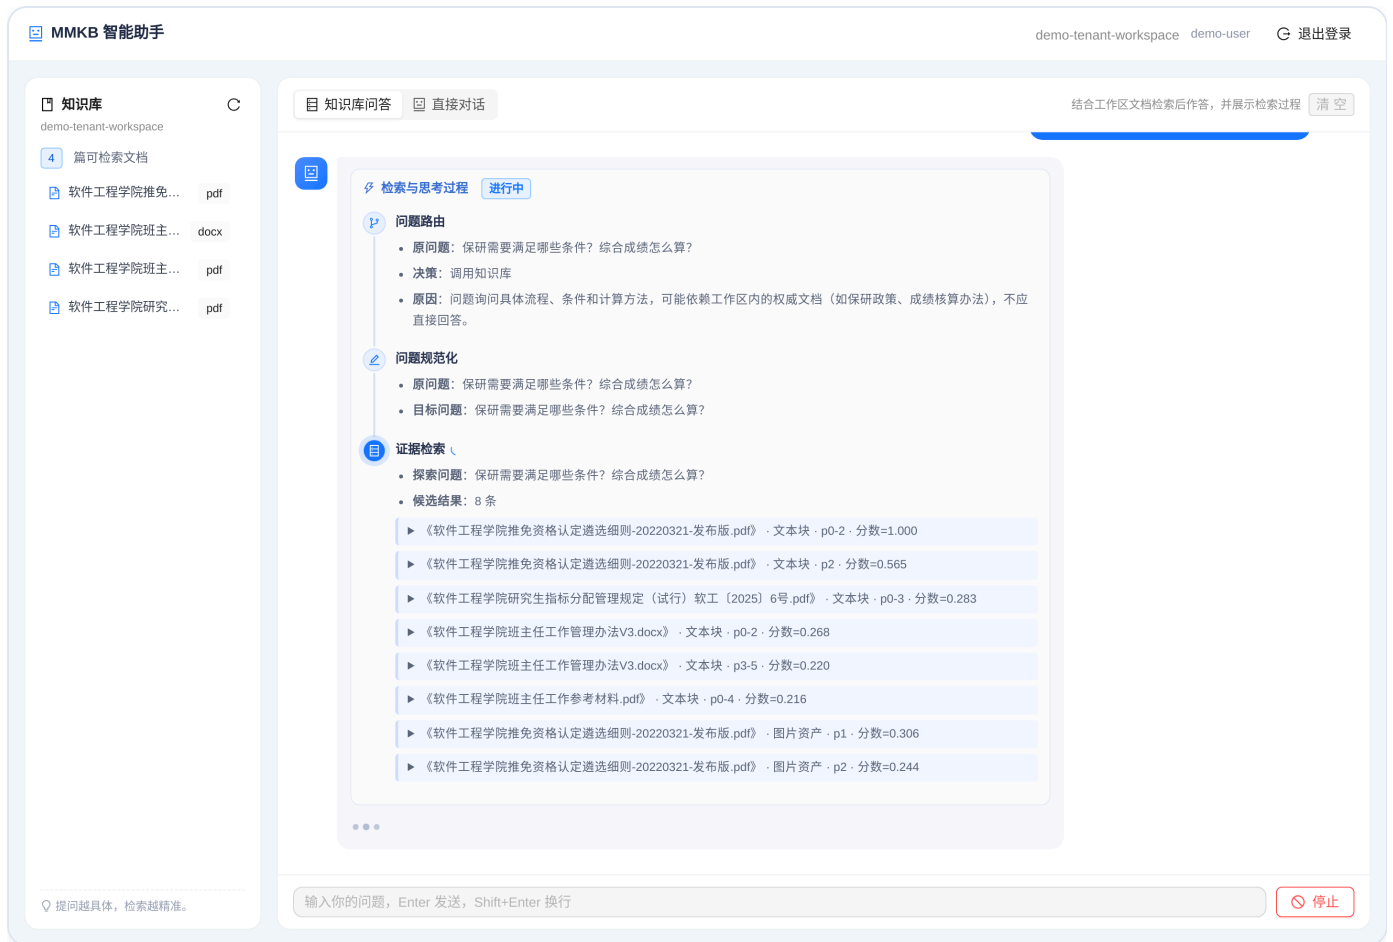 MMKB 智能助手
demo-tenant-workspace demo-user 退出登录
知识库
demo-tenant-workspace
4 篇可检索文档
软件工程学院推免... pdf
软件工程学院班主... docx
软件工程学院班主... pdf
软件工程学院研究... pdf
提问越具体，检索越精准。
知识库问答 直接对话 结合工作区文档检索后作答，并展示检索过程 清 空
检索与思考过程 进行中
问题路由
原问题：保研需要满足哪些条件？综合成绩怎么算？
决策：调用知识库
原因：问题询问具体流程、条件和计算方法，可能依赖工作区内的权威文档（如保研政策、成绩核算办法），不应
直接回答。
问题规范化
原问题：保研需要满足哪些条件？综合成绩怎么算？
目标问题：保研需要满足哪些条件？综合成绩怎么算？
证据检索
探索问题：保研需要满足哪些条件？综合成绩怎么算？
候选结果：8 条
《软件工程学院推免资格认定遴选细则-20220321-发布版.pdf》 · 文本块 · p0-2 · 分数=1.000
《软件工程学院推免资格认定遴选细则-20220321-发布版.pdf》 · 文本块 · p2 · 分数=0.565
《软件工程学院研究生指标分配管理规定（试行）软工〔2025〕6号.pdf》 · 文本块 · p0-3 · 分数=0.283
《软件工程学院班主任工作管理办法V3.docx》 · 文本块 · p0-2 · 分数=0.268
《软件工程学院班主任工作管理办法V3.docx》 · 文本块 · p3-5 · 分数=0.220
《软件工程学院班主任工作参考材料.pdf》 · 文本块 · p0-4 · 分数=0.216
《软件工程学院推免资格认定遴选细则-20220321-发布版.pdf》 · 图片资产 · p1 · 分数=0.306
《软件工程学院推免资格认定遴选细则-20220321-发布版.pdf》 · 图片资产 · p2 · 分数=0.244
输入你的问题，Enter 发送，Shift+Enter 换行 停止